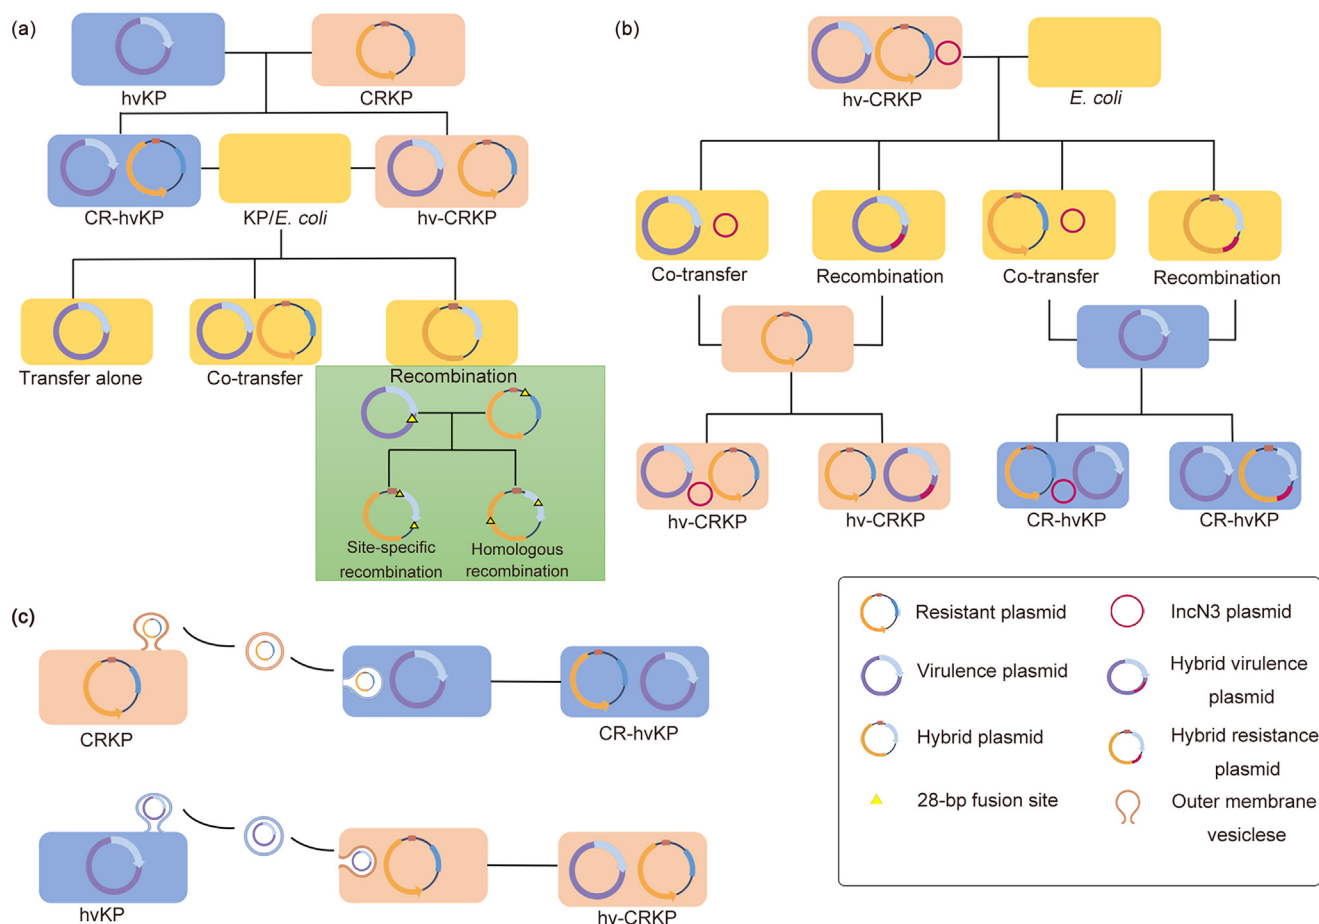 (a)
hvKP
CRKP
CR-hvKP
KP/E. coli
hv-CRKP
Transfer alone
Co-transfer
Recombination
Site-specific
recombination
Homologous
recombination
(b)
hv-CRKP
E. coli
Co-transfer
Recombination
Co-transfer
Recombination
hv-CRKP
hv-CRKP
CR-hvKP
CR-hvKP
(c)
CRKP
CR-hvKP
hvKP
hv-CRKP
Resistant plasmid
IncN3 plasmid
Virulence plasmid
Hybrid virulence
plasmid
Hybrid plasmid
Hybrid resistance
plasmid
28-bp fusion site
Outer membrane
vesiclese